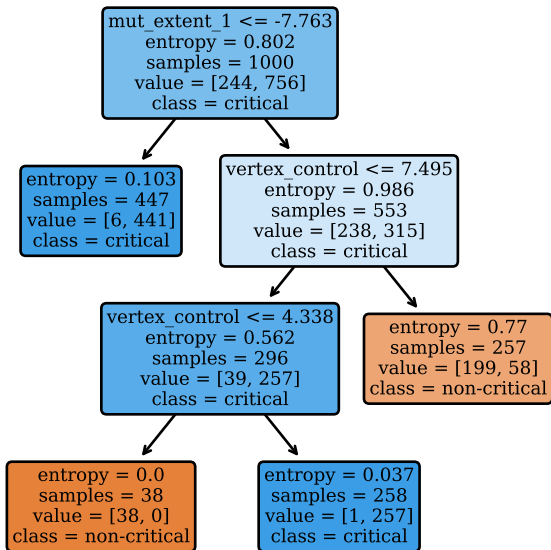 mut_extent_1 <= -7.763
entropy = 0.802
samples = 1000
value = [244, 756]
class = critical
entropy = 0.103
samples = 447
value = [6, 441]
class = critical
vertex_control <= 7.495
entropy = 0.986
samples = 553
value = [238, 315]
class = critical
vertex_control <= 4.338
entropy = 0.562
samples = 296
value = [39, 257]
class = critical
entropy = 0.77
samples = 257
value = [199, 58]
class = non-critical
entropy = 0.0
samples = 38
value = [38, 0]
class = non-critical
entropy = 0.037
samples = 258
value = [1, 257]
class = critical